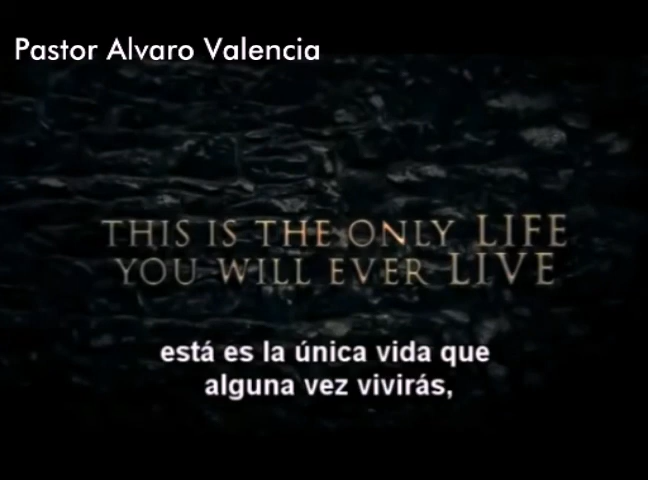 Pastor Alvaro Valencia
THIS IS THE ONLY LIFE
YOU WILL EVER LIVE
está es la única vida que
alguna vez vivirás,